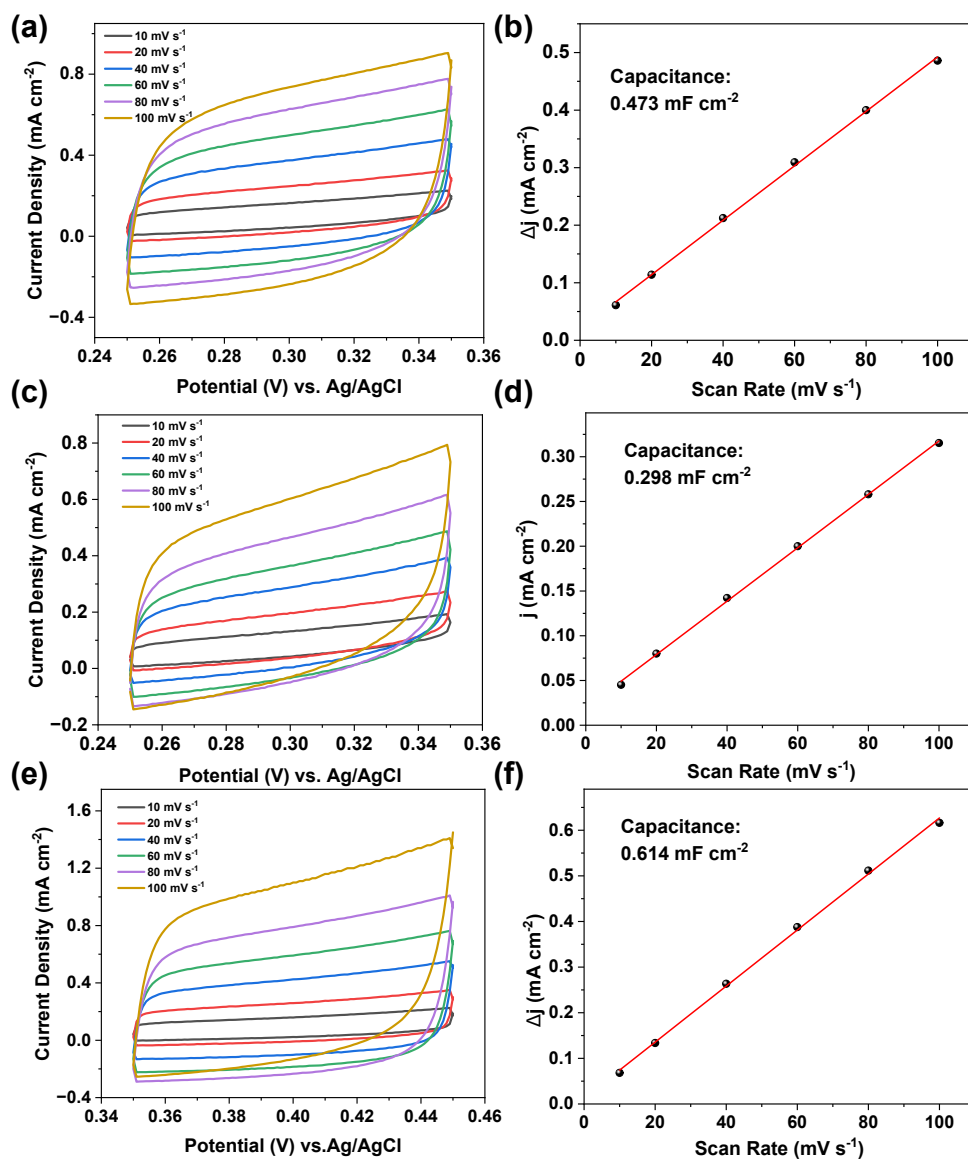 (a)
10 mV s⁻¹
20 mV s⁻¹
40 mV s⁻¹
60 mV s⁻¹
80 mV s⁻¹
100 mV s⁻¹
0.8
0.4
0.0
−0.4
Current Density (mA cm⁻²)
0.24 0.26 0.28 0.30 0.32 0.34 0.36
Potential (V) vs. Ag/AgCl
(b)
Capacitance:
0.473 mF cm⁻²
0.5
0.4
0.3
0.2
0.1
0.0
Δj (mA cm⁻²)
20 40 60 80 100
Scan Rate (mV s⁻¹)
(c)
10 mV s⁻¹
20 mV s⁻¹
40 mV s⁻¹
60 mV s⁻¹
80 mV s⁻¹
100 mV s⁻¹
0.8
0.6
0.4
0.2
0.0
−0.2
Current Density (mA cm⁻²)
0.24 0.26 0.28 0.30 0.32 0.34 0.36
Potential (V) vs. Ag/AgCl
(d)
Capacitance:
0.298 mF cm⁻²
0.30
0.25
0.20
0.15
0.10
0.05
0.00
j (mA cm⁻²)
0 20 40 60 80 100
Scan Rate (mV s⁻¹)
(e)
10 mV s⁻¹
20 mV s⁻¹
40 mV s⁻¹
60 mV s⁻¹
80 mV s⁻¹
100 mV s⁻¹
1.6
1.2
0.8
0.4
0.0
−0.4
Current Density (mA cm⁻²)
0.34 0.36 0.38 0.40 0.42 0.44 0.46
Potential (V) vs.Ag/AgCl
(f)
Capacitance:
0.614 mF cm⁻²
0.6
0.5
0.4
0.3
0.2
0.1
0.0
Δj (mA cm⁻²)
20 40 60 80 100
Scan Rate (mV s⁻¹)